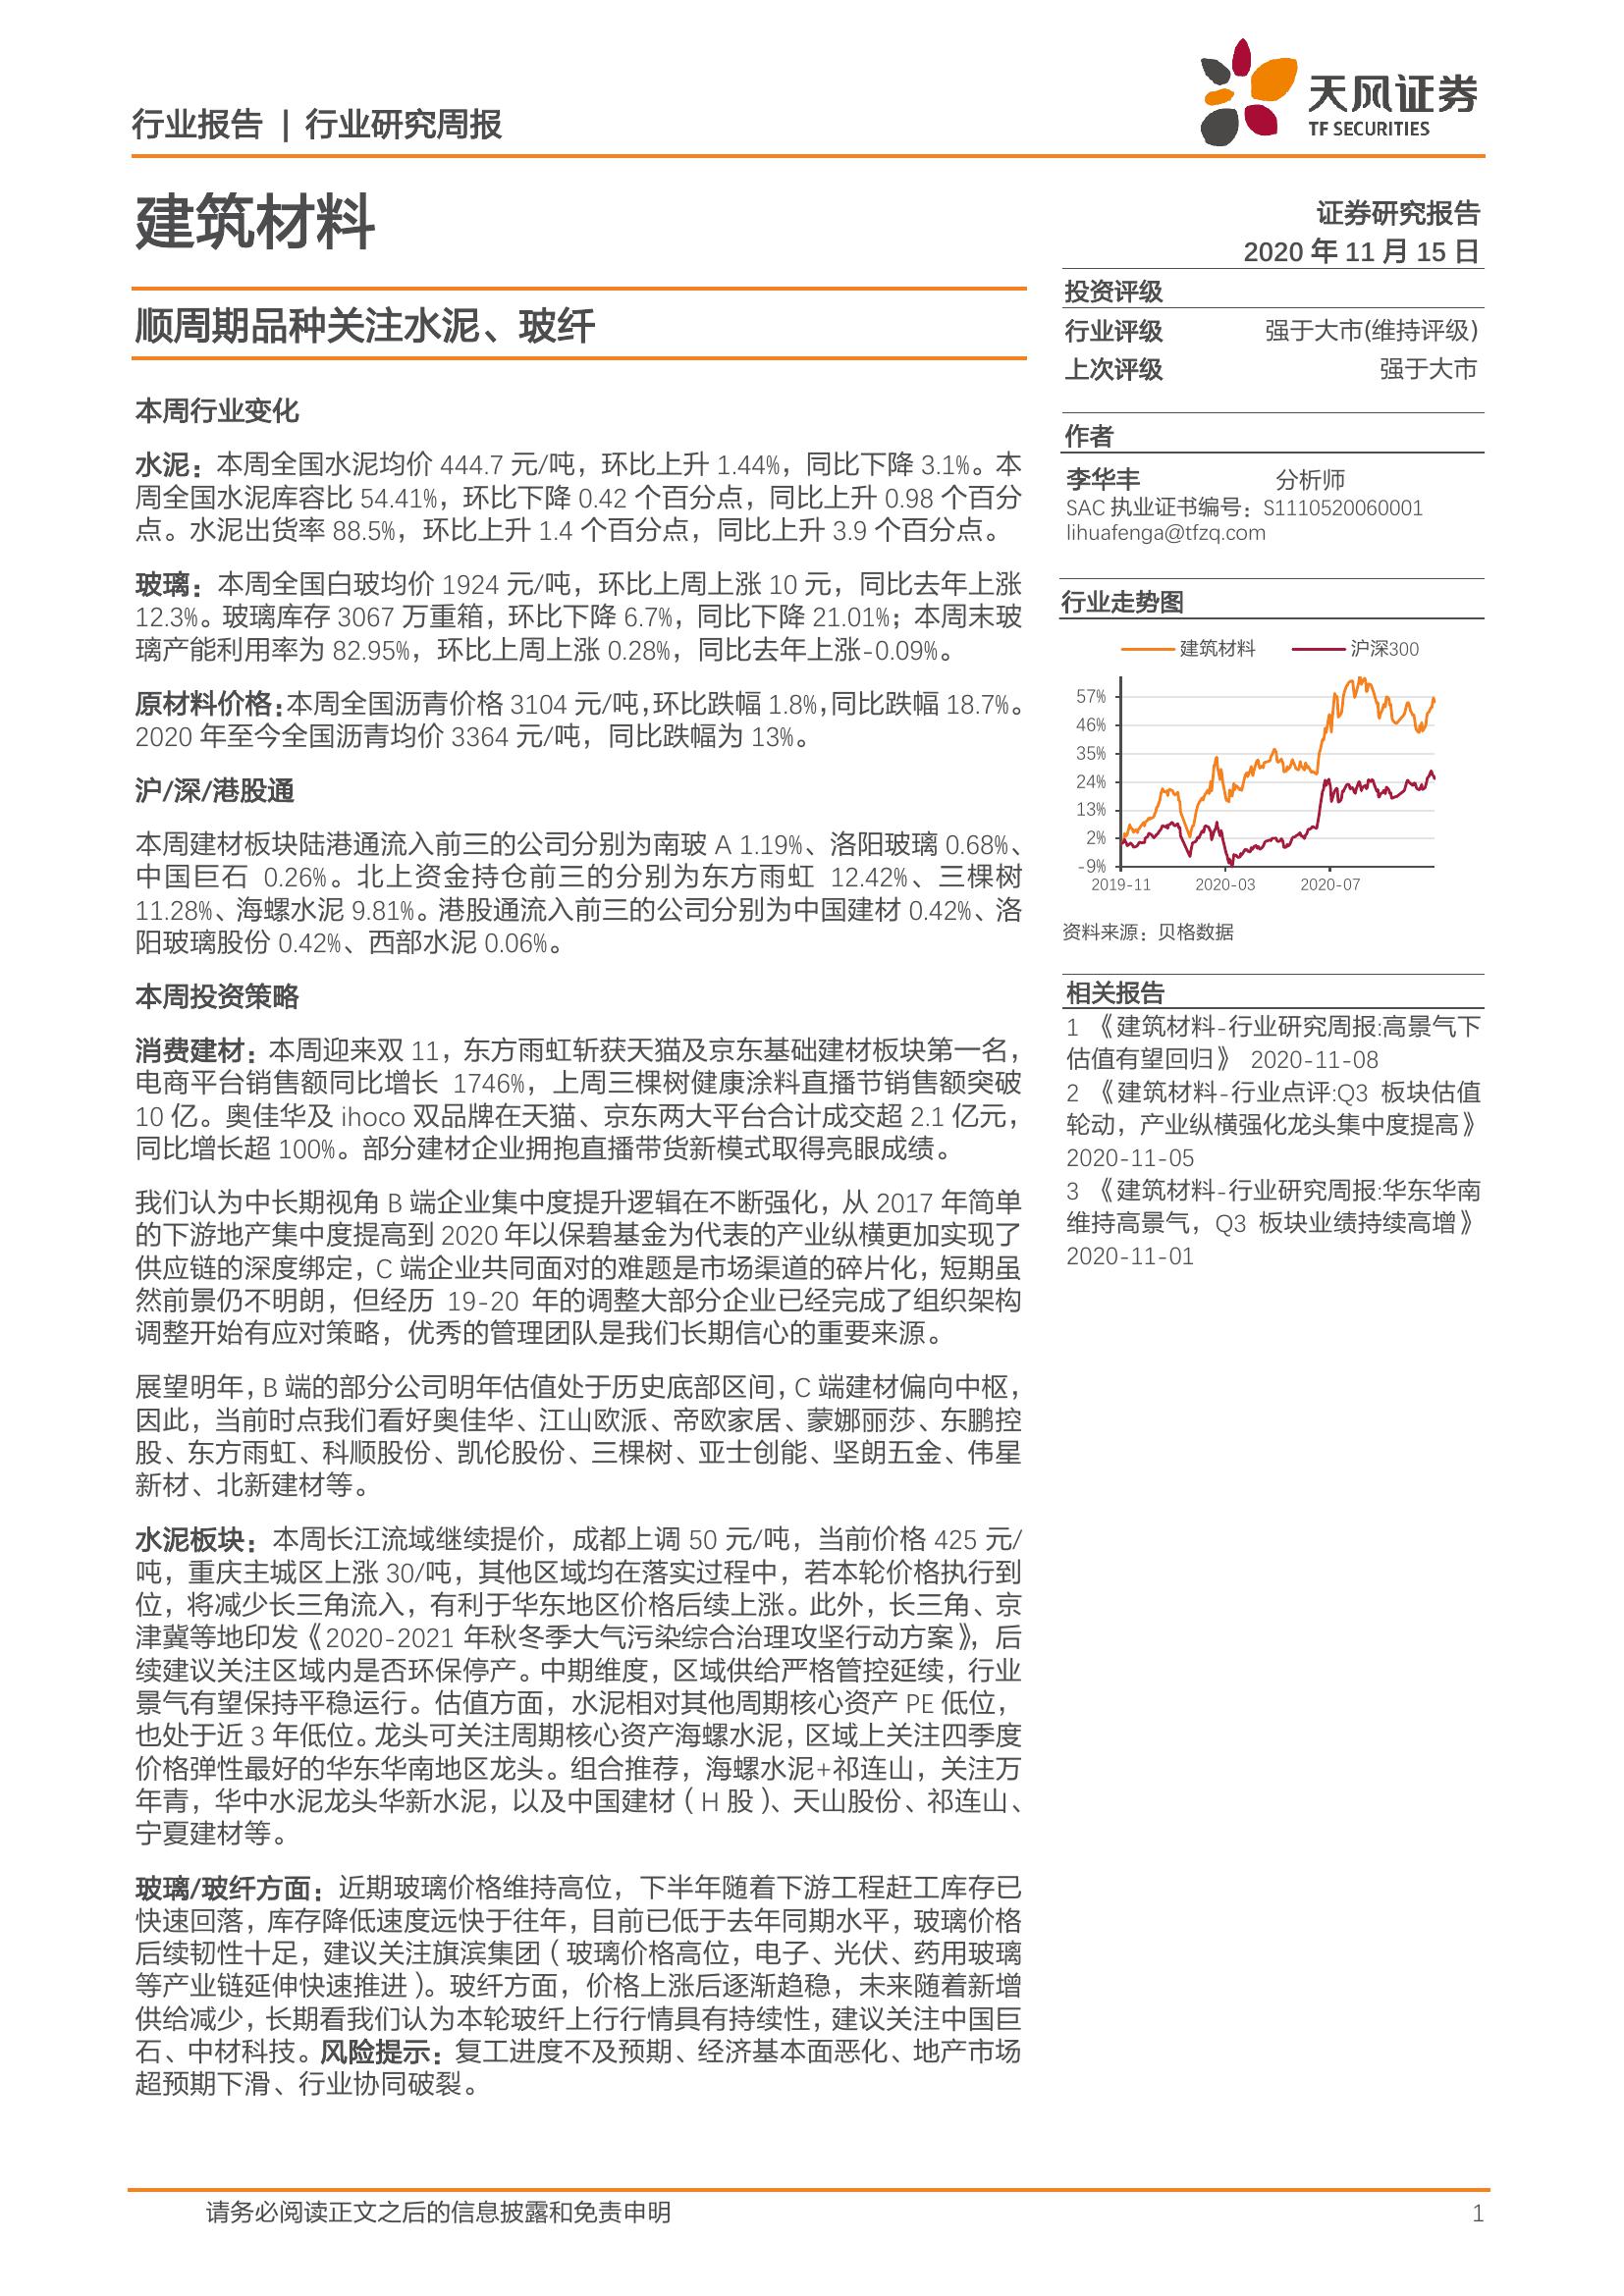 行业报告 | 行业研究周报
天风证券
TF SECURITIES
建筑材料
证券研究报告
2020 年 11 月 15 日
顺周期品种关注水泥、玻纤
本周行业变化
水泥：本周全国水泥均价 444.7 元/吨，环比上升 1.44%，同比下降 3.1%。本
周全国水泥库容比 54.41%，环比下降 0.42 个百分点，同比上升 0.98 个百分
点。水泥出货率 88.5%，环比上升 1.4 个百分点，同比上升 3.9 个百分点。
玻璃：本周全国白玻均价 1924 元/吨，环比上周上涨 10 元，同比去年上涨
12.3%。玻璃库存 3067 万重箱，环比下降 6.7%，同比下降 21.01%；本周末玻
璃产能利用率为 82.95%，环比上周上涨 0.28%，同比去年上涨-0.09%。
原材料价格：本周全国沥青价格 3104 元/吨，环比跌幅 1.8%，同比跌幅 18.7%。
2020 年至今全国沥青均价 3364 元/吨，同比跌幅为 13%。
沪/深/港股通
本周建材板块陆港通流入前三的公司分别为南玻 A 1.19%、洛阳玻璃 0.68%、
中国巨石 0.26%。北上资金持仓前三的分别为东方雨虹 12.42%、三棵树
11.28%、海螺水泥 9.81%。港股通流入前三的公司分别为中国建材 0.42%、洛
阳玻璃股份 0.42%、西部水泥 0.06%。
本周投资策略
消费建材：本周迎来双 11，东方雨虹斩获天猫及京东基础建材板块第一名，
电商平台销售额同比增长 1746%，上周三棵树健康涂料直播节销售额突破
10 亿。奥佳华及 ihoco 双品牌在天猫、京东两大平台合计成交超 2.1 亿元，
同比增长超 100%。部分建材企业拥抱直播带货新模式取得亮眼成绩。
我们认为中长期视角 B 端企业集中度提升逻辑在不断强化，从 2017 年简单
的下游地产集中度提高到 2020 年以保碧基金为代表的产业纵横更加实现了
供应链的深度绑定，C 端企业共同面对的难题是市场渠道的碎片化，短期虽
然前景仍不明朗，但经历 19-20 年的调整大部分企业已经完成了组织架构
调整开始有应对策略，优秀的管理团队是我们长期信心的重要来源。
展望明年，B 端的部分公司明年估值处于历史底部区间，C 端建材偏向中枢，
因此，当前时点我们看好奥佳华、江山欧派、帝欧家居、蒙娜丽莎、东鹏控
股、东方雨虹、科顺股份、凯伦股份、三棵树、亚士创能、坚朗五金、伟星
新材、北新建材等。
水泥板块：本周长江流域继续提价，成都上调 50 元/吨，当前价格 425 元/
吨，重庆主城区上涨 30/吨，其他区域均在落实过程中，若本轮价格执行到
位，将减少长三角流入，有利于华东地区价格后续上涨。此外，长三角、京
津冀等地印发《2020-2021 年秋冬季大气污染综合治理攻坚行动方案》，后
续建议关注区域内是否环保停产。中期维度，区域供给严格管控延续，行业
景气有望保持平稳运行。估值方面，水泥相对其他周期核心资产 PE 低位，
也处于近 3 年低位。龙头可关注周期核心资产海螺水泥，区域上关注四季度
价格弹性最好的华东华南地区龙头。组合推荐，海螺水泥+祁连山，关注万
年青，华中水泥龙头华新水泥，以及中国建材（H 股）、天山股份、祁连山、
宁夏建材等。
玻璃/玻纤方面：近期玻璃价格维持高位，下半年随着下游工程赶工库存已
快速回落，库存降低速度远快于往年，目前已低于去年同期水平，玻璃价格
后续韧性十足，建议关注旗滨集团（玻璃价格高位，电子、光伏、药用玻璃
等产业链延伸快速推进）。玻纤方面，价格上涨后逐渐趋稳，未来随着新增
供给减少，长期看我们认为本轮玻纤上行行情具有持续性，建议关注中国巨
石、中材科技。风险提示：复工进度不及预期、经济基本面恶化、地产市场
超预期下滑、行业协同破裂。
投资评级
行业评级 强于大市(维持评级)
上次评级 强于大市
作者
李华丰 分析师
SAC 执业证书编号：S1110520060001
lihuafenga@tfzq.com
行业走势图
建筑材料 沪深300
57%
46%
35%
24%
13%
2%
-9%
2019-11 2020-03 2020-07
资料来源：贝格数据
相关报告
1 《建筑材料-行业研究周报:高景气下
估值有望回归》 2020-11-08
2 《建筑材料-行业点评:Q3 板块估值
轮动，产业纵横强化龙头集中度提高》
2020-11-05
3 《建筑材料-行业研究周报:华东华南
维持高景气，Q3 板块业绩持续高增》
2020-11-01
请务必阅读正文之后的信息披露和免责申明 1